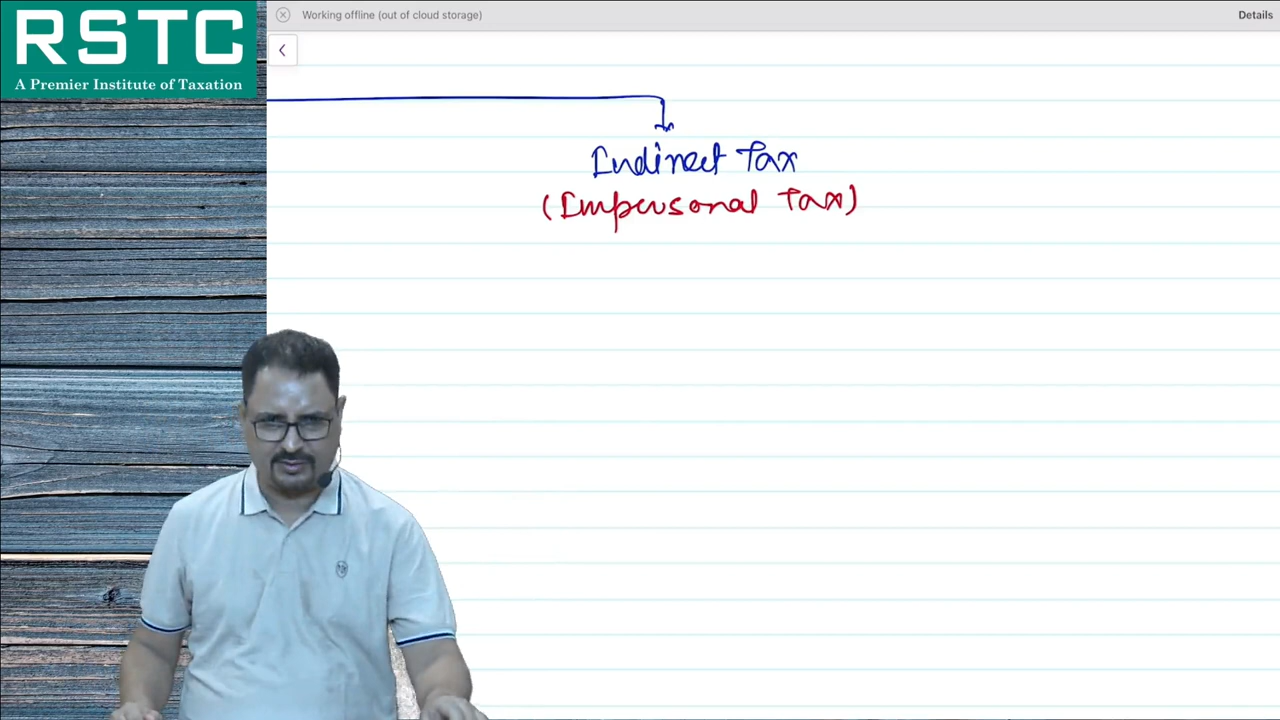 RSTC
A Premier Institute of Taxation
Working offline (out of cloud storage)
Details
Indirect Tax
(Impersonal Tax)